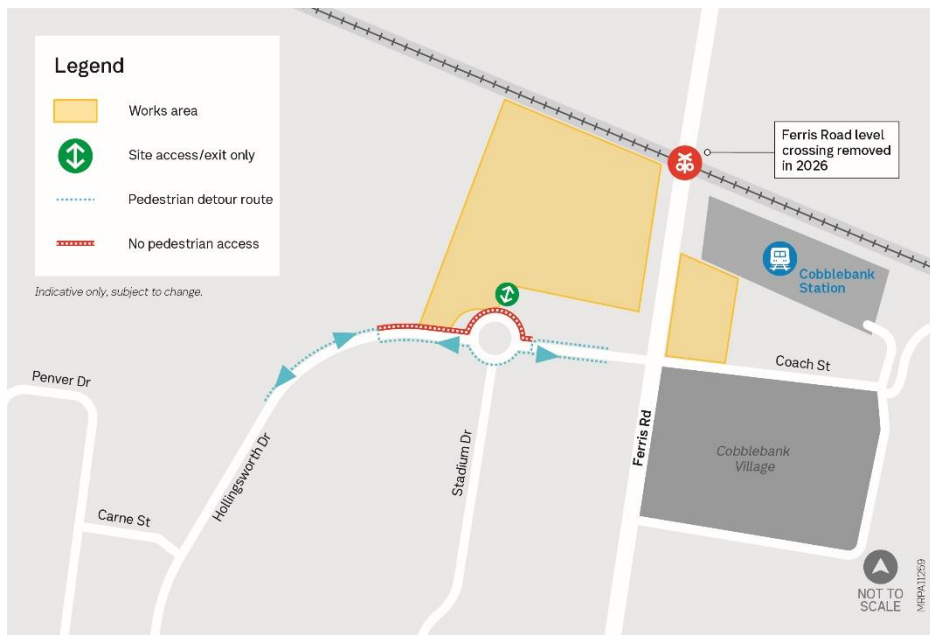 Legend
Works area
Site access/exit only
Pedestrian detour route
No pedestrian access
Indicative only, subject to change.
Ferris Road level
crossing removed
in 2026
Cobblebank
Station
Coach St
Penver Dr
Hollingsworth Dr
Stadium Dr
Ferris Rd
Cobblebank
Village
Carne St
NOT TO
SCALE
MRPA11259